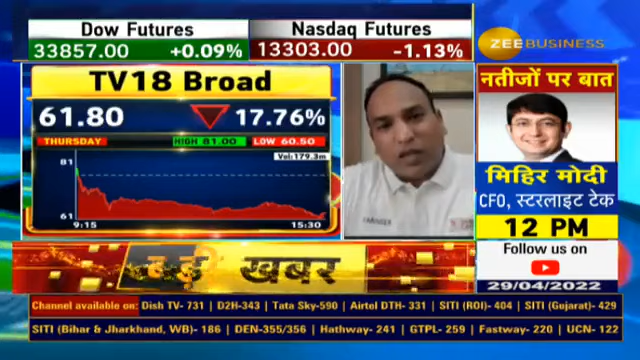 Dow Futures
33857.00 +0.09%
Nasdaq Futures
13303.00 -1.13%
ZEE BUSINESS
TV18 Broad
61.80 17.76%
THURSDAY HIGH 81.00 LOW 60.50
Vol:179.3m
81
61
9:15 15:30
नतीजों पर बात
मिहिर मोदी
CFO, स्टरलाइट टेक
12 PM
Follow us on
29/04/2022
बड़ी खबर
Channel available on: Dish TV- 731 | D2H-343 | Tata Sky-590 | Airtel DTH- 331 | SITI (ROI)- 404 | SITI (Gujarat)- 429
SITI (Bihar & Jharkhand, WB)- 186 | DEN-355/356 | Hathway- 241 | GTPL- 259 | Fastway- 220 | UCN- 122